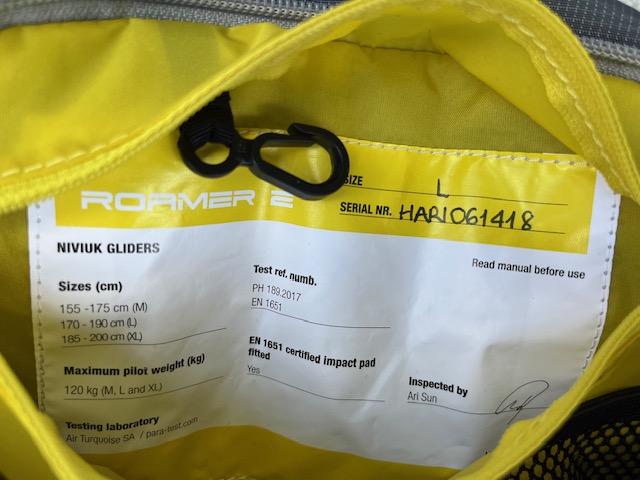 ROAMER 2
SIZE L
SERIAL NR. HARI061418
NIVIUK GLIDERS
Read manual before use
Sizes (cm)
155 - 175 cm (M)
170 - 190 cm (L)
185 - 200 cm (XL)
Maximum pilot weight (kg)
120 kg (M, L and XL)
Testing laboratory
Air Turquoise SA / para-test.com
Test ref. numb.
PH 189.2017
EN 1651
EN 1651 certified impact pad
fitted
Yes
Inspected by
Ari Sun